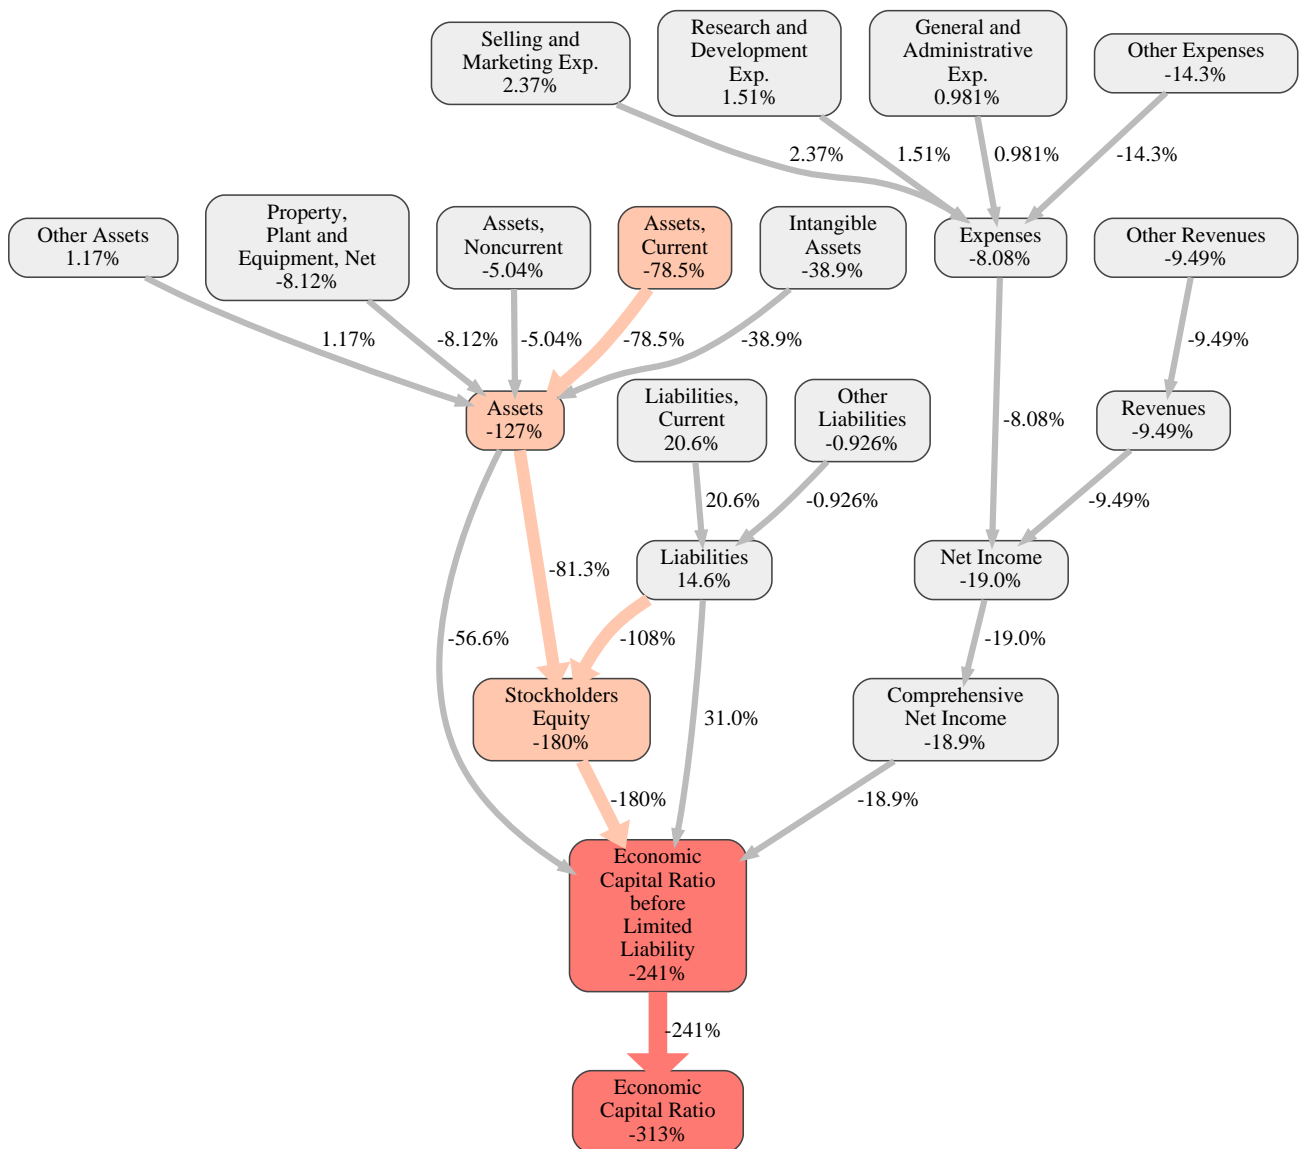 Selling and
Marketing Exp.
2.37%
Research and
Development
Exp.
1.51%
General and
Administrative
Exp.
0.981%
Other Expenses
-14.3%
2.37%
1.51%
0.981%
-14.3%
Other Assets
1.17%
Property,
Plant and
Equipment, Net
-8.12%
Assets,
Noncurrent
-5.04%
Assets,
Current
-78.5%
Intangible
Assets
-38.9%
Expenses
-8.08%
Other Revenues
-9.49%
1.17%
-8.12%
-5.04%
-78.5%
-38.9%
-9.49%
Assets
-127%
Liabilities,
Current
20.6%
Other
Liabilities
-0.926%
-8.08%
Revenues
-9.49%
20.6%
-0.926%
-9.49%
-81.3%
Liabilities
14.6%
Net Income
-19.0%
-56.6%
-108%
-19.0%
Stockholders
Equity
-180%
31.0%
Comprehensive
Net Income
-18.9%
-180%
-18.9%
Economic
Capital Ratio
before
Limited
Liability
-241%
-241%
Economic
Capital Ratio
-313%